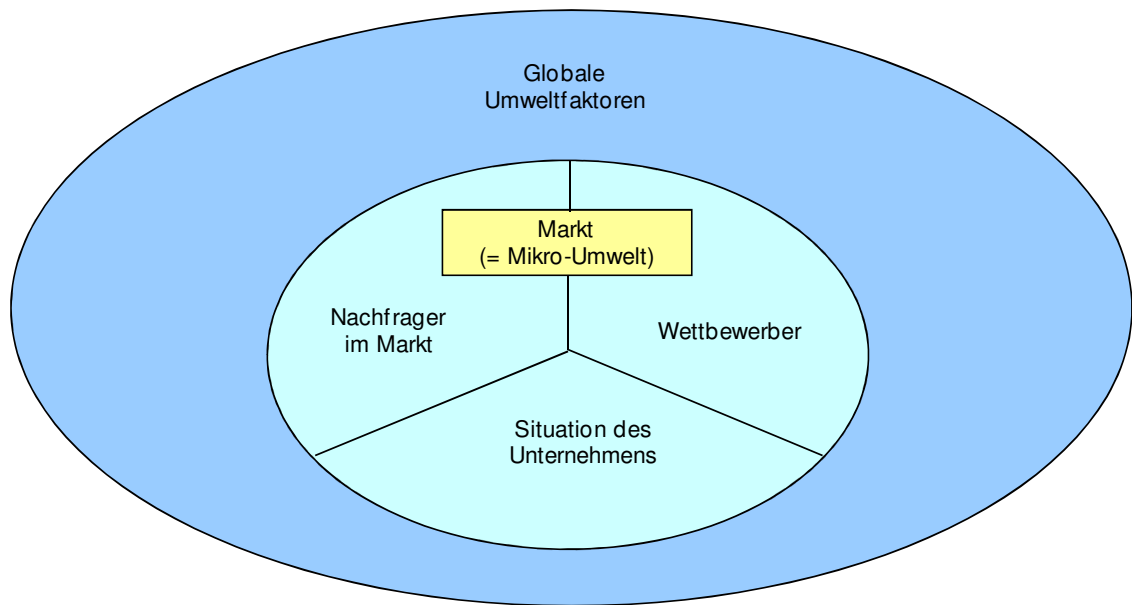 Globale
Umweltfaktoren
Markt
(= Mikro-Umwelt)
Nachfrager
im Markt
Wettbewerber
Situation des
Unternehmens